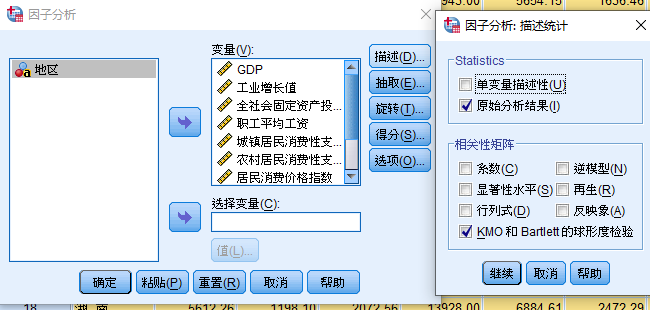 因子分析
943.00 5654.15 1636.46
变量(V):
地区
GDP
工业增长值
全社会固定资产投...
职工平均工资
城镇居民消费性支...
农村居民消费性支...
居民消费价格指数
描述(D)...
抽取(E)...
旋转(T)...
得分(S)...
选项(O)...
选择变量(C):
值(L)...
确定 粘贴(P) 重置(R) 取消 帮助
因子分析: 描述统计
Statistics
单变量描述性(U)
原始分析结果(I)
相关性矩阵
系数(C) 逆模型(N)
显著性水平(S) 再生(R)
行列式(D) 反映象(A)
KMO 和 Bartlett 的球形度检验
继续 取消 帮助
18 湖 南 5612.26 1198.10 2072.56 13928.00 6884.61 2472.29